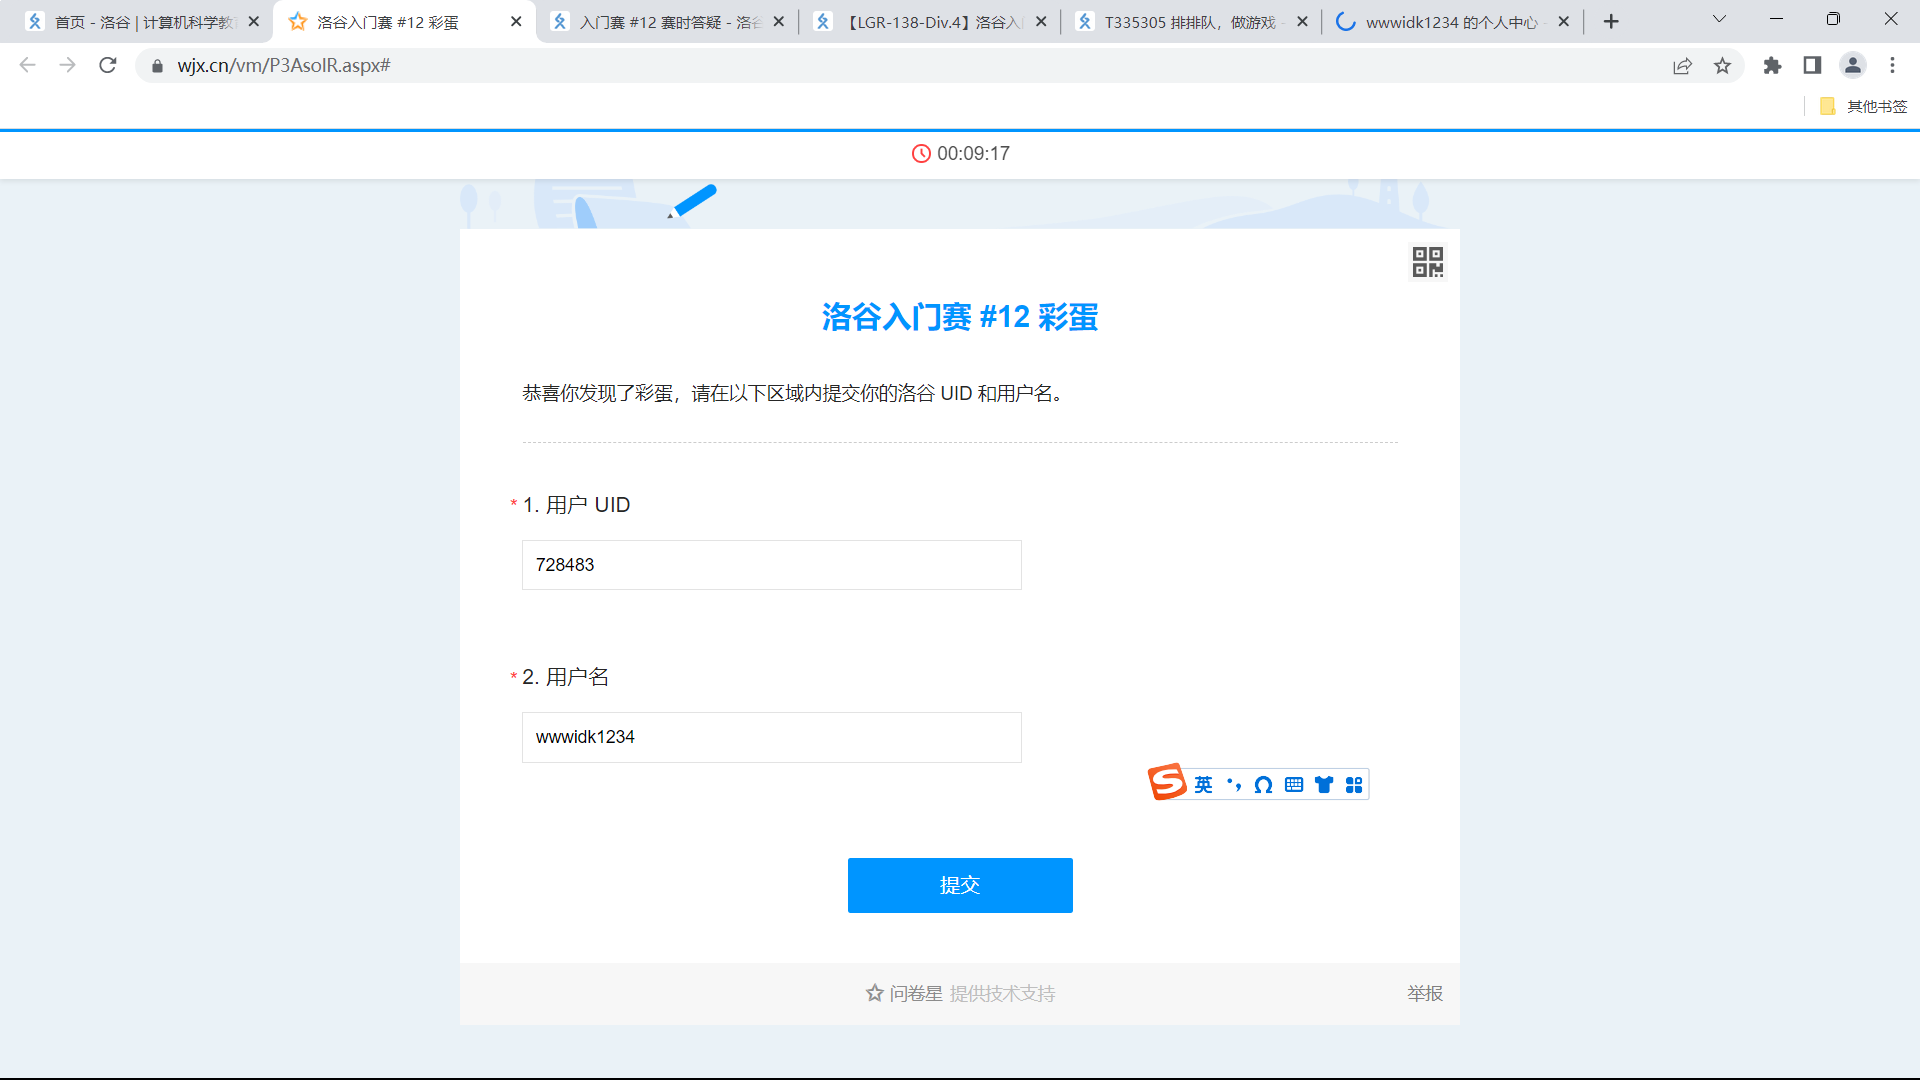 首页 - 洛谷 | 计算机科学教
洛谷入门赛 #12 彩蛋
入门赛 #12 赛时答疑 - 洛谷
【LGR-138-Div.4】洛谷入
T335305 排排队，做游戏 -
wwwidk1234 的个人中心 -
wjx.cn/vm/P3AsoIR.aspx#
其他书签
00:09:17
洛谷入门赛 #12 彩蛋
恭喜你发现了彩蛋，请在以下区域内提交你的洛谷 UID 和用户名。
* 1. 用户 UID
728483
* 2. 用户名
wwwidk1234
S 英
提交
问卷星 提供技术支持
举报